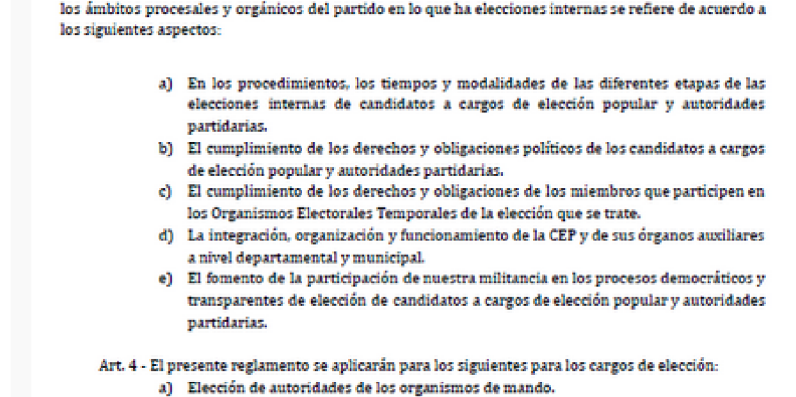 los ámbitos procesales y orgánicos del partido en lo que ha elecciones internas se refiere de acuerdo a
los siguientes aspectos:
a) En los procedimientos, los tiempos y modalidades de las diferentes etapas de las
elecciones internas de candidatos a cargos de elección popular y autoridades
partidarias.
b) El cumplimiento de los derechos y obligaciones políticos de los candidatos a cargos
de elección popular y autoridades partidarias.
c) El cumplimiento de los derechos y obligaciones de los miembros que participen en
los Organismos Electorales Temporales de la elección que se trate.
d) La integración, organización y funcionamiento de la CEP y de sus órganos auxiliares
a nivel departamental y municipal.
e) El fomento de la participación de nuestra militancia en los procesos democráticos y
transparentes de elección de candidatos a cargos de elección popular y autoridades
partidarias.
Art. 4 - El presente reglamento se aplicarán para los siguientes para los cargos de elección:
a) Elección de autoridades de los organismos de mando.